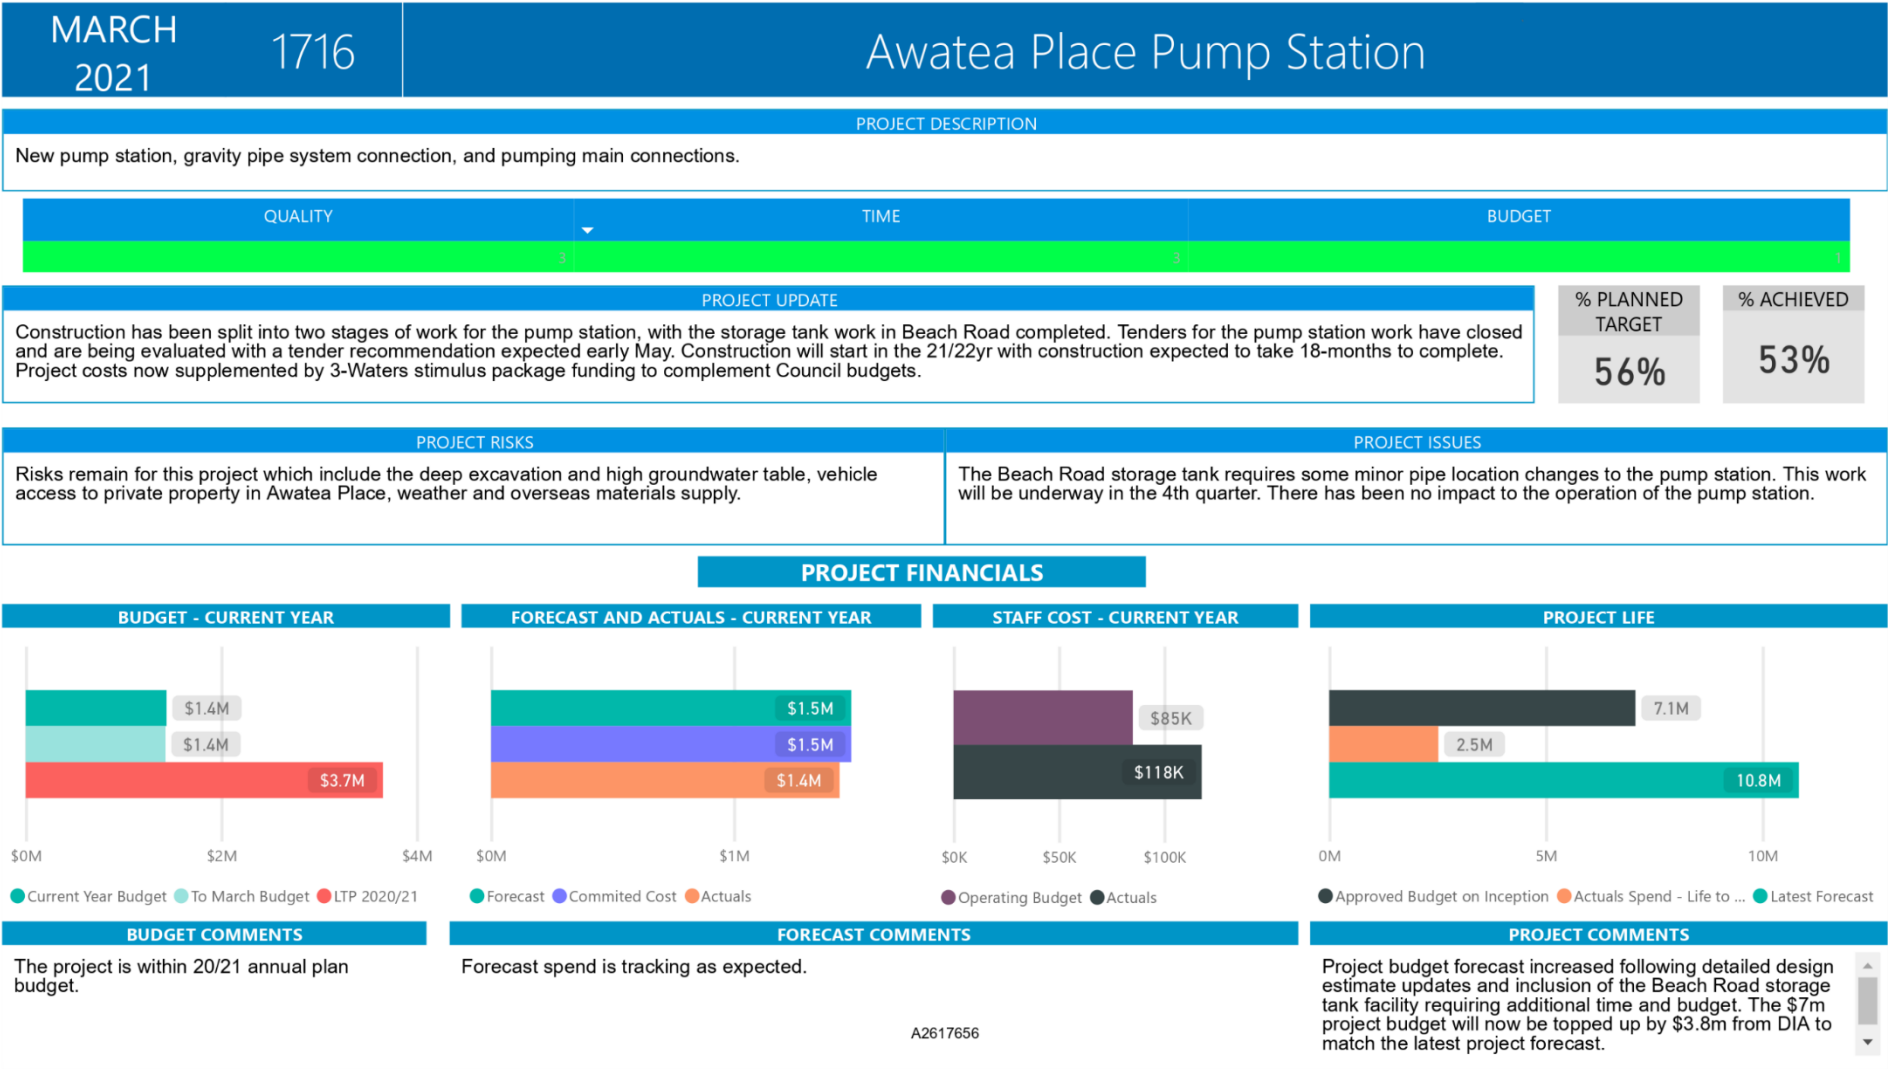 MARCH
2021
1716
Awatea Place Pump Station
PROJECT DESCRIPTION
New pump station, gravity pipe system connection, and pumping main connections.
QUALITY
TIME
BUDGET
3
3
1
PROJECT UPDATE
Construction has been split into two stages of work for the pump station, with the storage tank work in Beach Road completed. Tenders for the pump station work have closed
and are being evaluated with a tender recommendation expected early May. Construction will start in the 21/22yr with construction expected to take 18-months to complete.
Project costs now supplemented by 3-Waters stimulus package funding to complement Council budgets.
% PLANNED
TARGET
56%
% ACHIEVED
53%
PROJECT RISKS
Risks remain for this project which include the deep excavation and high groundwater table, vehicle
access to private property in Awatea Place, weather and overseas materials supply.
PROJECT ISSUES
The Beach Road storage tank requires some minor pipe location changes to the pump station. This work
will be underway in the 4th quarter. There has been no impact to the operation of the pump station.
PROJECT FINANCIALS
BUDGET - CURRENT YEAR
$1.4M
$1.4M
$3.7M
$0M $2M $4M
Current Year Budget To March Budget LTP 2020/21
FORECAST AND ACTUALS - CURRENT YEAR
$1.5M
$1.5M
$1.4M
$0M $1M
Forecast Commited Cost Actuals
STAFF COST - CURRENT YEAR
$85K
$118K
$0K $50K $100K
Operating Budget Actuals
PROJECT LIFE
7.1M
2.5M
10.8M
0M 5M 10M
Approved Budget on Inception Actuals Spend - Life to ... Latest Forecast
BUDGET COMMENTS
The project is within 20/21 annual plan
budget.
FORECAST COMMENTS
Forecast spend is tracking as expected.
PROJECT COMMENTS
Project budget forecast increased following detailed design
estimate updates and inclusion of the Beach Road storage
tank facility requiring additional time and budget. The $7m
project budget will now be topped up by $3.8m from DIA to
match the latest project forecast.
A2617656